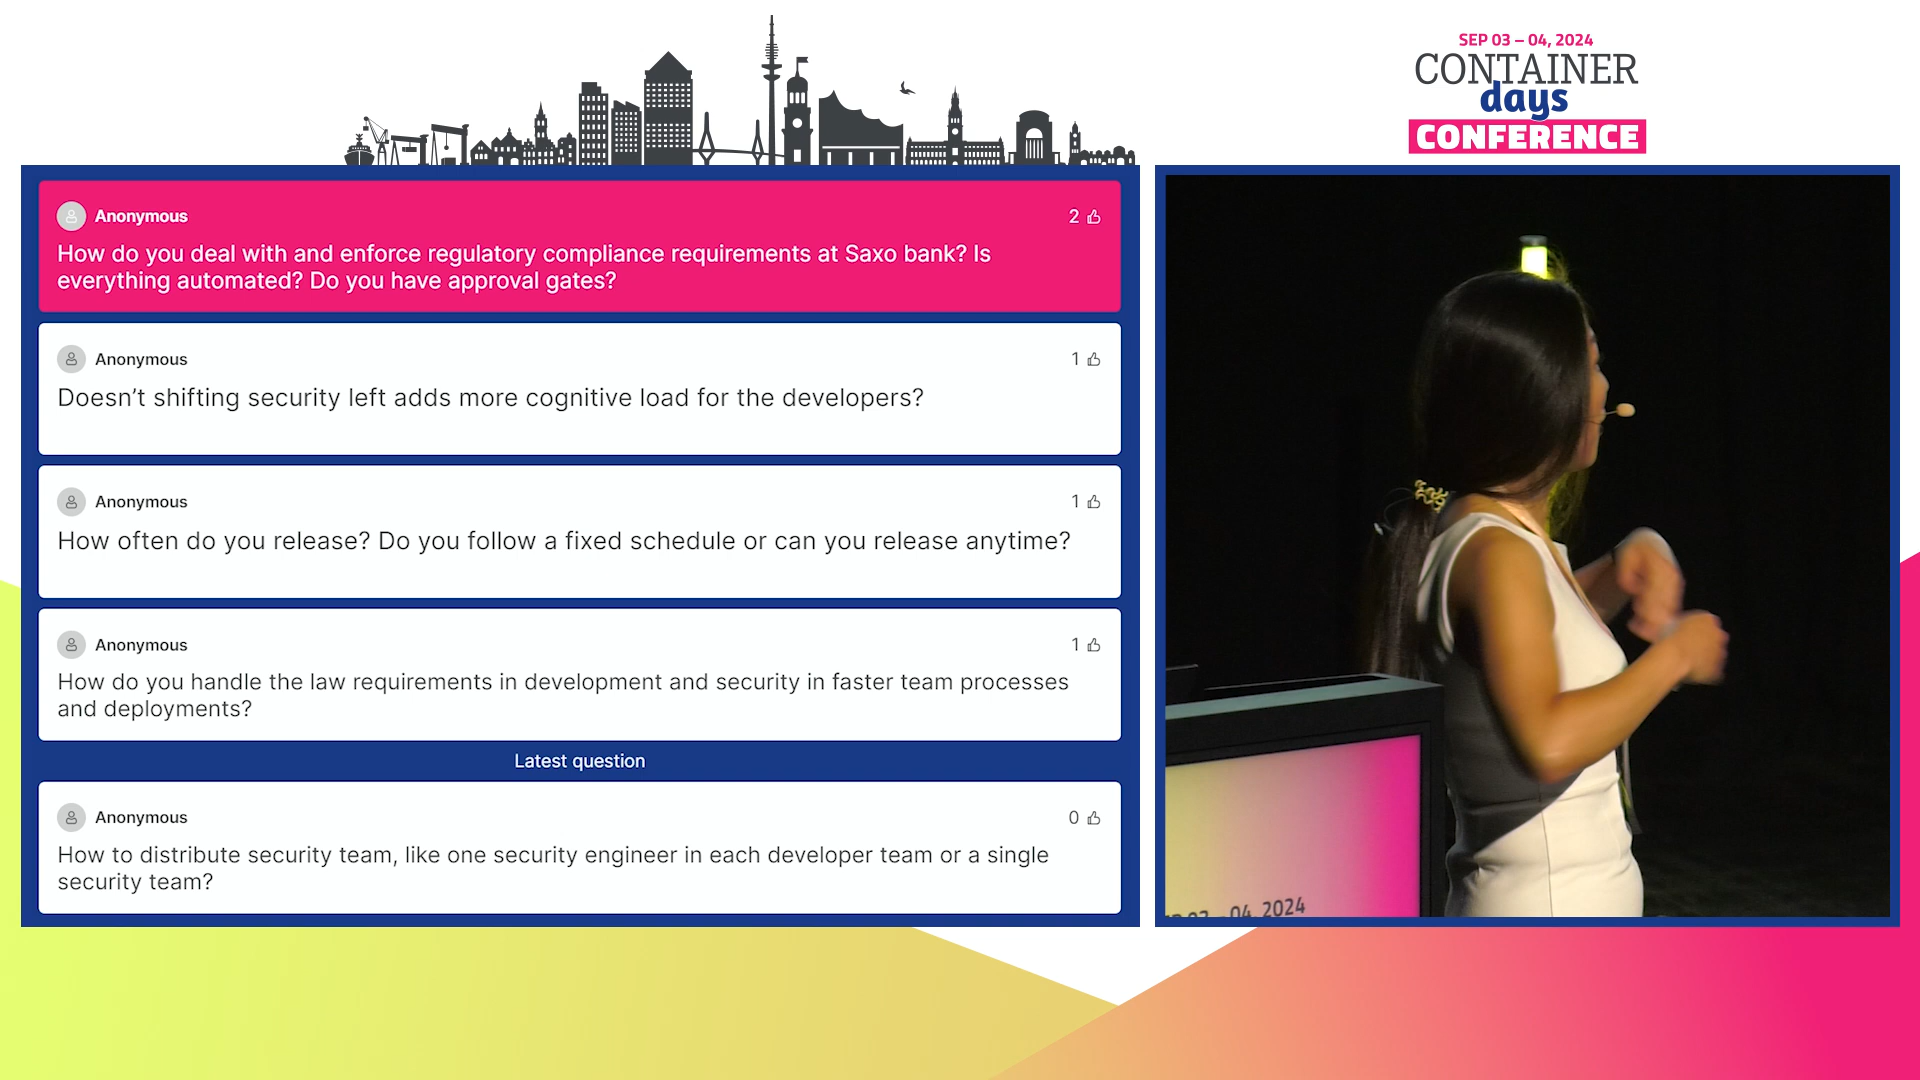 SEP 03 – 04, 2024
CONTAINER
days
CONFERENCE
Anonymous
2
How do you deal with and enforce regulatory compliance requirements at Saxo bank? Is
everything automated? Do you have approval gates?
Anonymous
1
Doesn’t shifting security left adds more cognitive load for the developers?
Anonymous
1
How often do you release? Do you follow a fixed schedule or can you release anytime?
Anonymous
1
How do you handle the law requirements in development and security in faster team processes
and deployments?
Latest question
Anonymous
0
How to distribute security team, like one security engineer in each developer team or a single
security team?
04, 2024